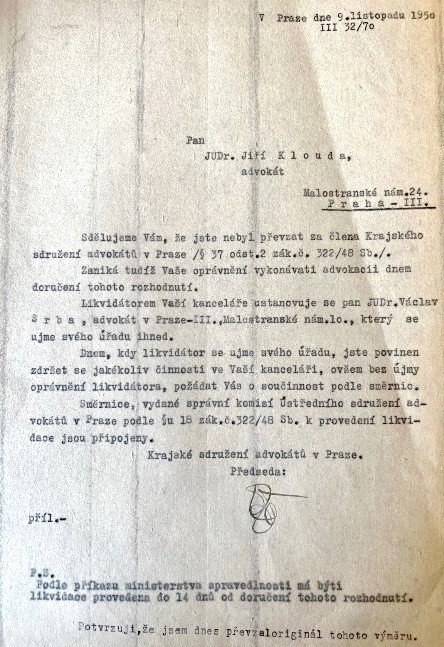 V Praze dne 9.listopadu 1950
III 32/70
Pan
JUDr. Jiří K l o u d a,
advokát
Malostranské nám.24.
P r a h a - III.
Sdělujeme Vám, že jste nebyl převzat za člena Krajského
sdružení advokátů v Praze /§ 37 odst.2 zák.č. 322/48 Sb./.
Zaniká tudíž Vaše oprávnění vykonávati advokacii dnem
doručení tohoto rozhodnutí.
Likvidátorem Vaší kanceláře ustanovuje se pan JUDr.Václav
S r b a, advokát v Praze-III.,Malostranské nám.lo., který se
ujme svého úřadu ihned.
Dnem, kdy likvidátor se ujme svého úřadu, jste povinen
zdržet se jakékoliv činnosti ve Vaší kanceláři, ovšem bez újmy
oprávnění likvidátora, požádat Vás o součinnost podle směrnic.
Směrnice, vydané správní komisí Ústředního sdružení ad-
vokátů v Praze podle §u 18 zák.č.322/48 Sb. k provedení likvi-
dace jsou připojeny.
Krajské sdružení advokátů v Praze.
Předseda:
příl.-
P.S.
Podle příkazu ministerstva spravedlnosti má býti
likvidace provedena do 14 dnů od doručení tohoto rozhodnutí.
Potvrzuji,že jsem dnes převzaloriginál tohoto výměru.